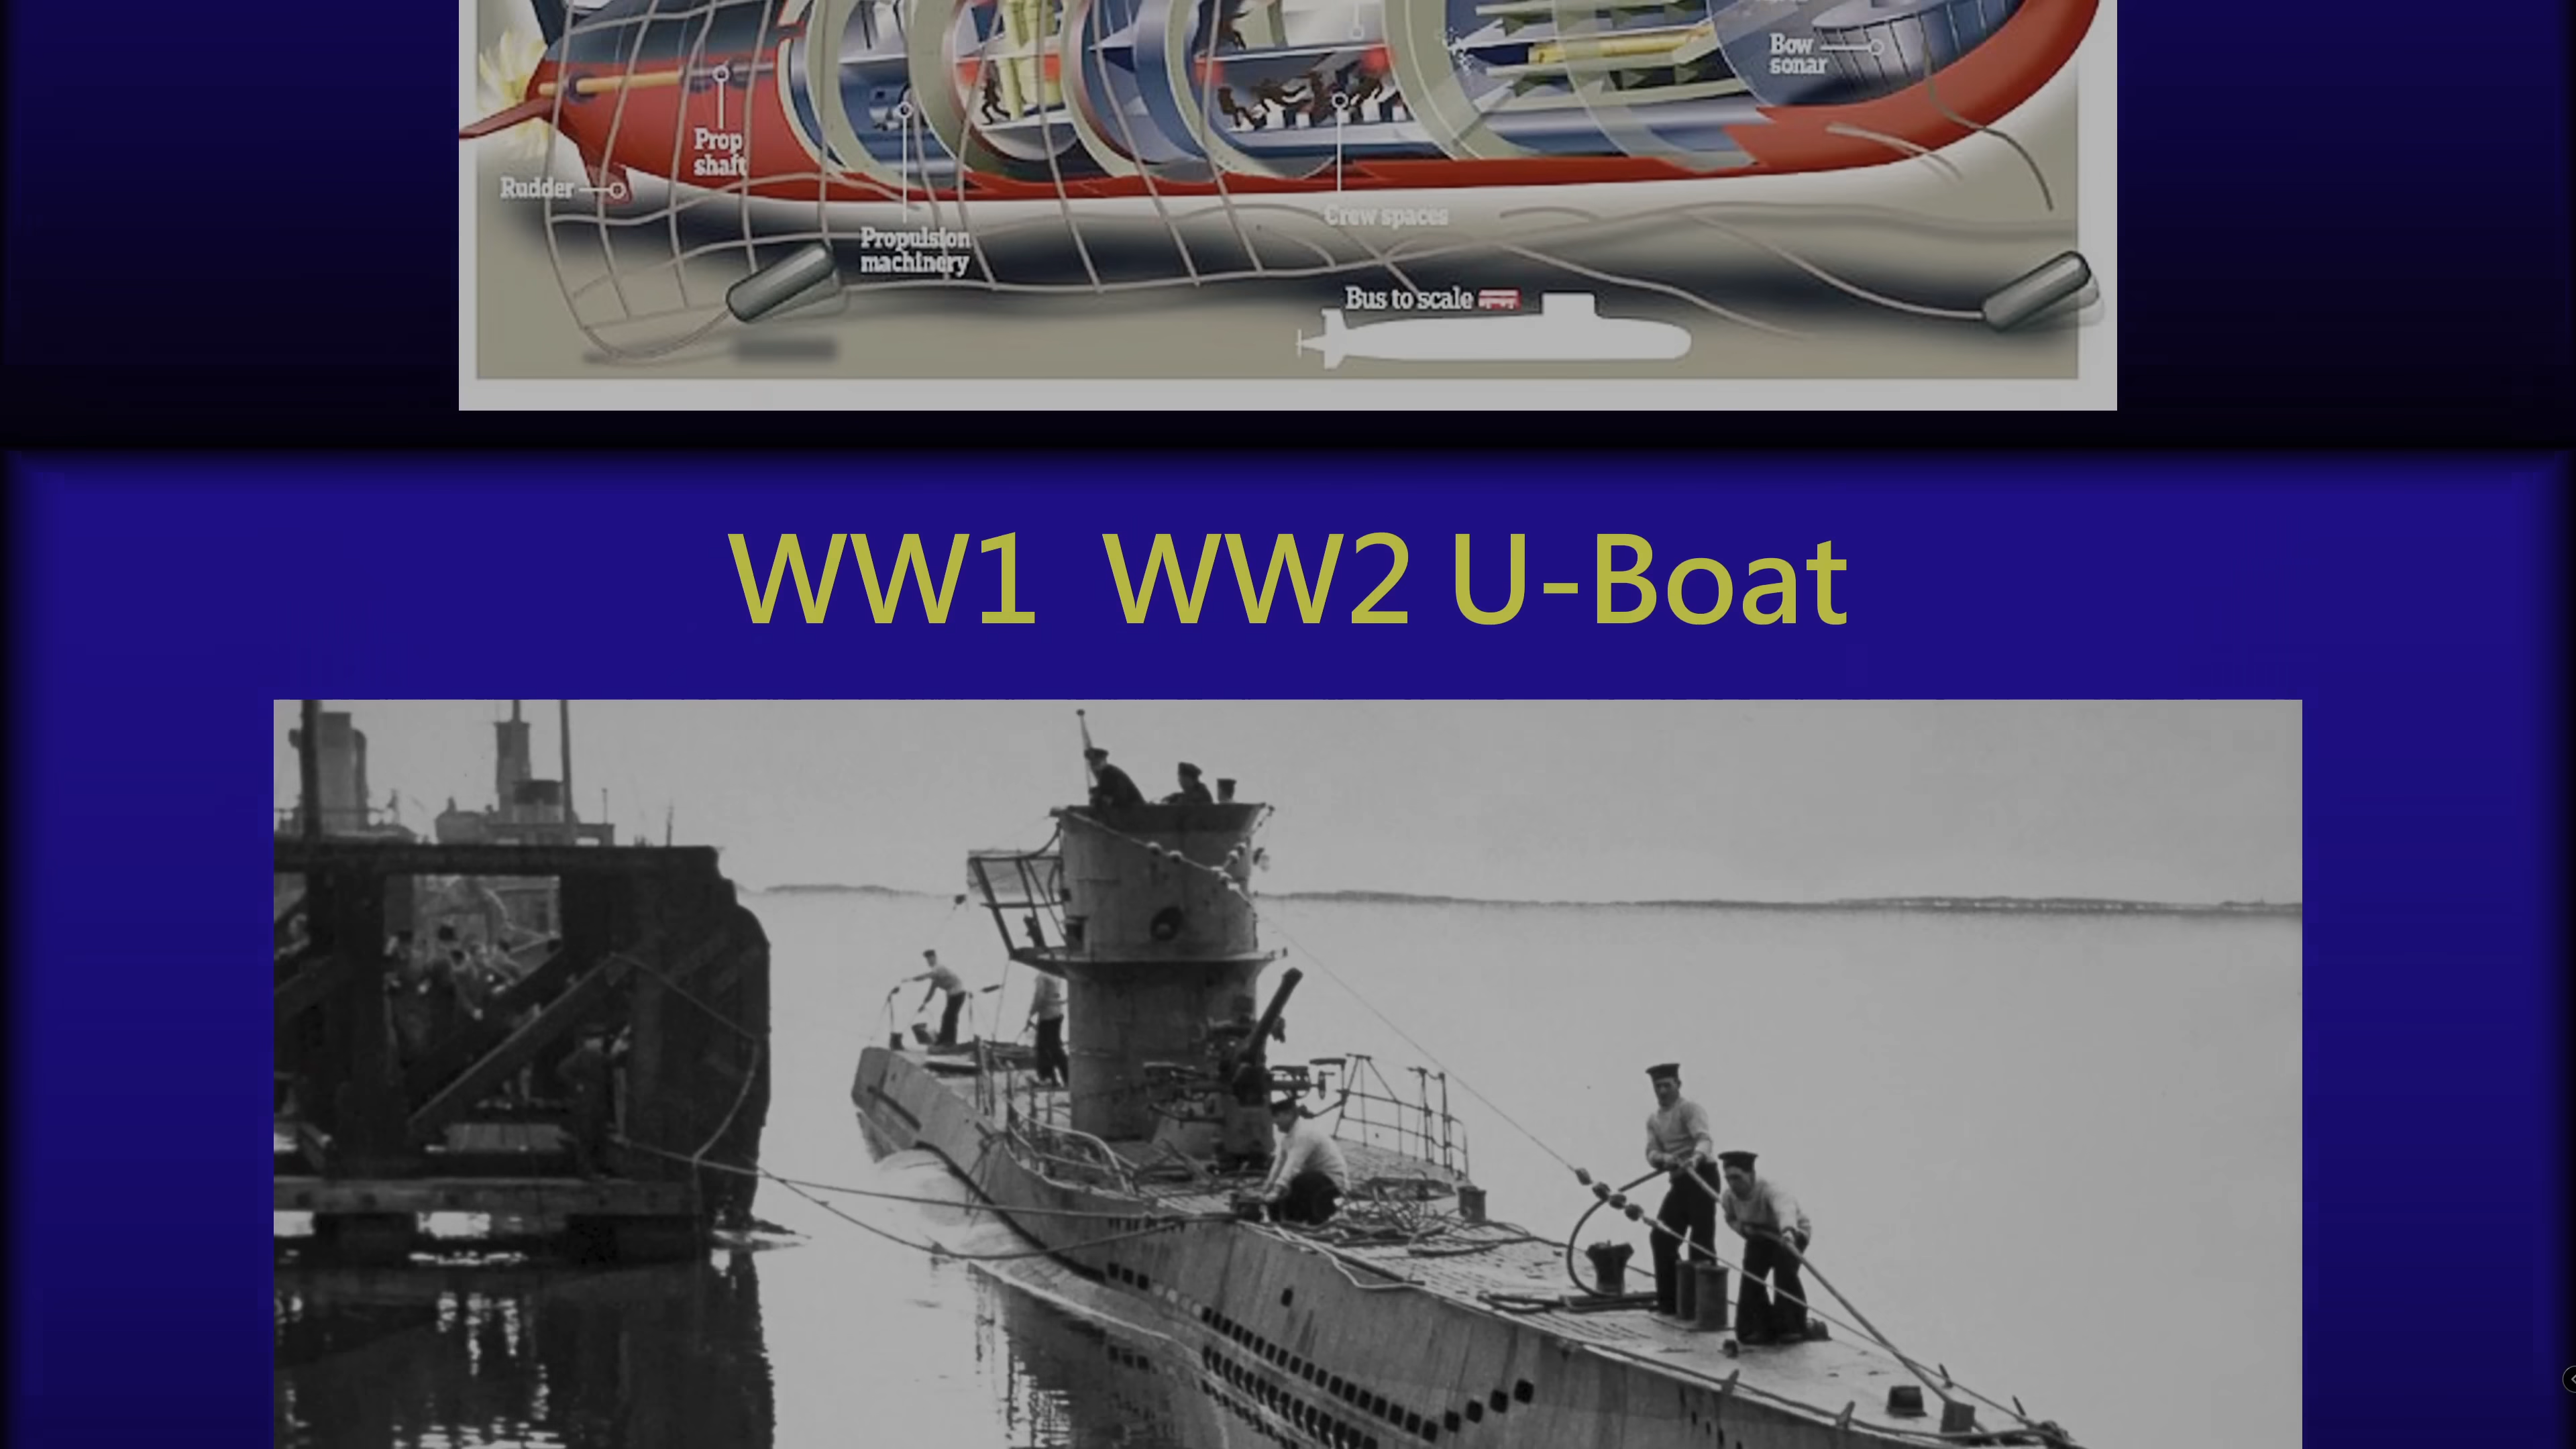 Bow
sonar
Prop
shaft
Rudder
Crew spaces
Propulsion
machinery
Bus to scale
WW1  WW2 U-Boat